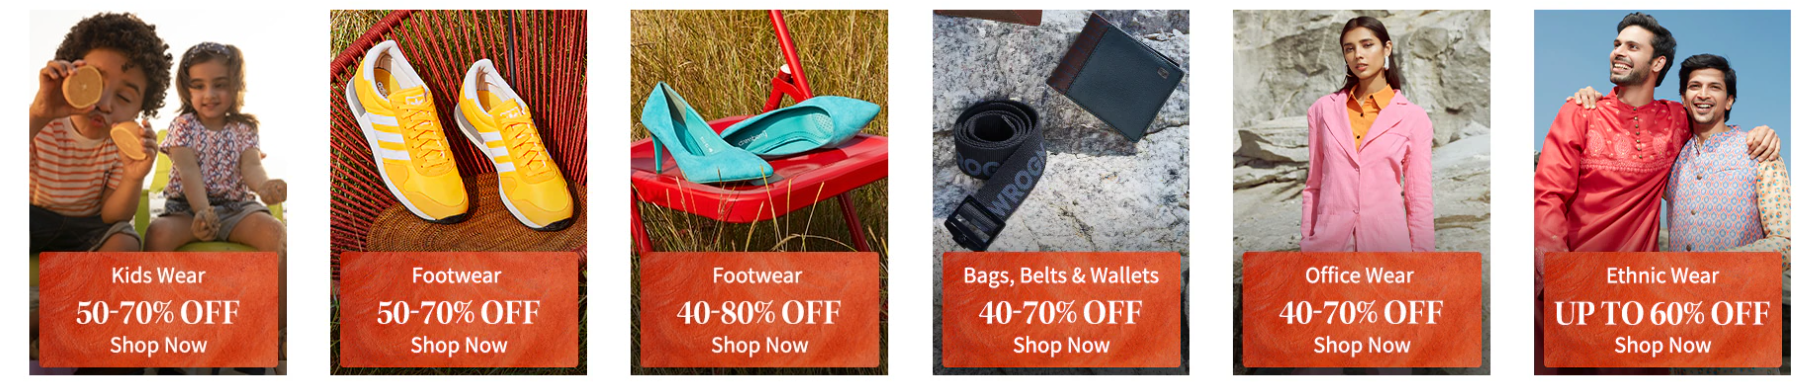 Kids Wear
50-70% OFF
Shop Now
Footwear
50-70% OFF
Shop Now
Footwear
40-80% OFF
Shop Now
WROGN
Bags, Belts & Wallets
40-70% OFF
Shop Now
Office Wear
40-70% OFF
Shop Now
Ethnic Wear
UP TO 60% OFF
Shop Now